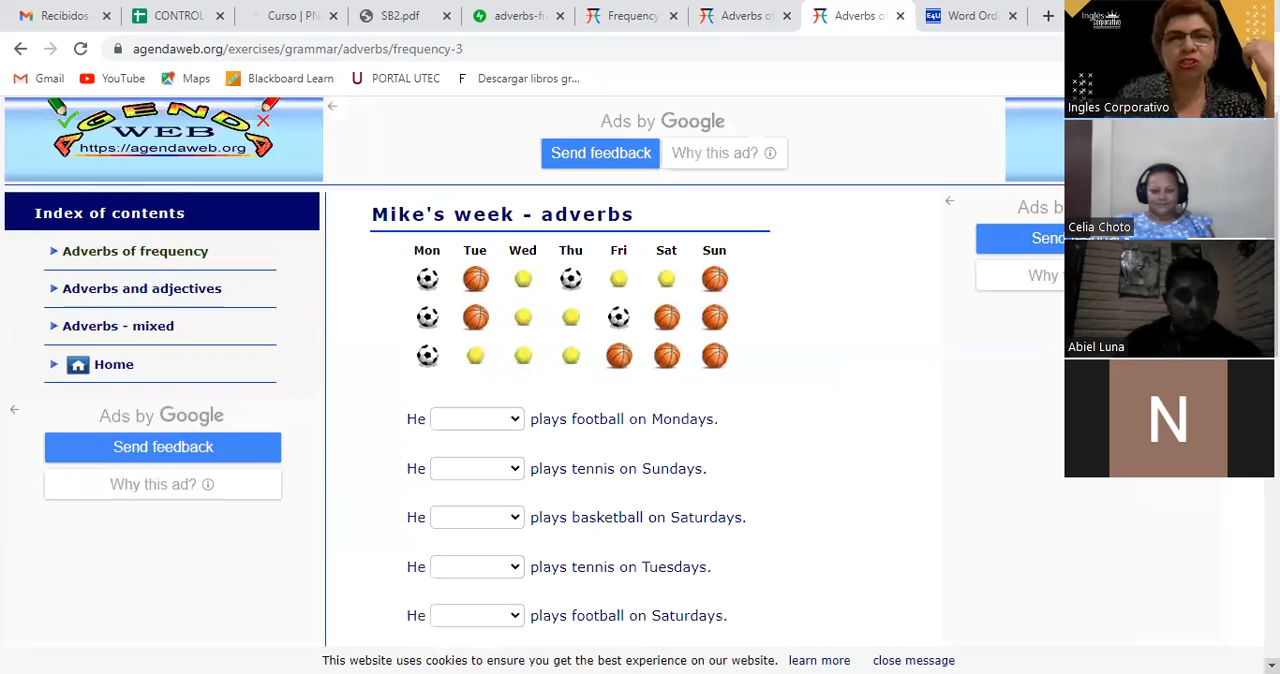 Recibidos
CONTROL
Curso | PN
SB2.pdf
adverbs-fr
Frequency
Adverbs o
Adverbs o
Word Ord
agendaweb.org/exercises/grammar/adverbs/frequency-3
Gmail
YouTube
Maps
Blackboard Learn
PORTAL UTEC
Descargar libros gr...
AGENDA
WEB
https://agendaweb.org
Ads by Google
Send feedback
Why this ad?
Index of contents
Adverbs of frequency
Adverbs and adjectives
Adverbs - mixed
Home
Ads by Google
Send feedback
Why this ad?
Mike's week - adverbs
Mon Tue Wed Thu Fri Sat Sun
He plays football on Mondays.
He plays tennis on Sundays.
He plays basketball on Saturdays.
He plays tennis on Tuesdays.
He plays football on Saturdays.
Ads b
Send
Why
This website uses cookies to ensure you get the best experience on our website. learn more close message
Inglés
Corporativo
Ingles Corporativo
Celia Choto
Abiel Luna
N